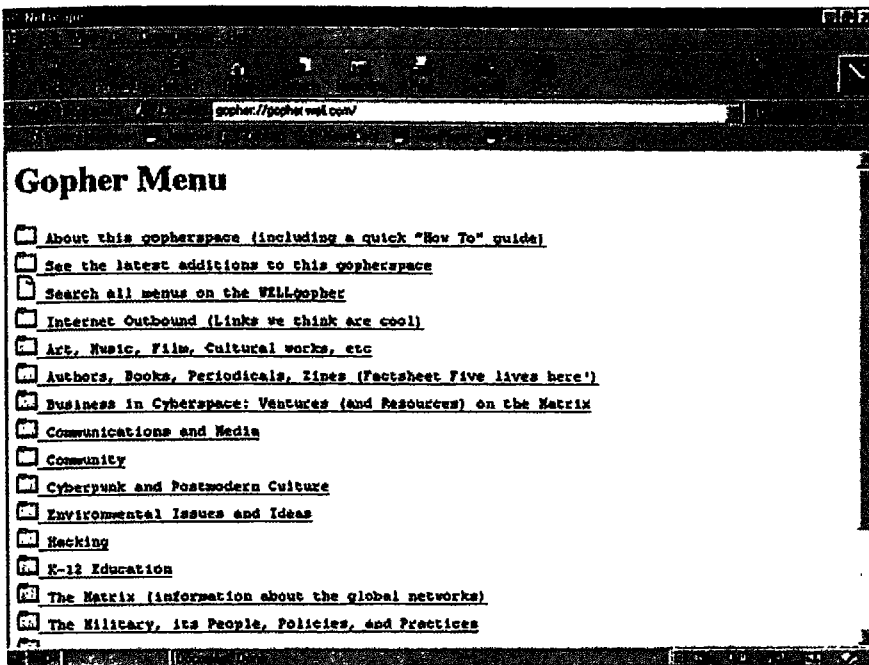 Netscape
gopher://gopher.well.com/
Gopher Menu
About this gopherspace (including a quick "How To" guide)
See the latest additions to this gopherspace
Search all menus on the WELLgopher
Internet Outbound (Links we think are cool)
Art, Music, Film, Cultural works, etc
Authors, Books, Periodicals, Zines (Factsheet Five lives here!)
Business in Cyberspace: Ventures (and Resources) on the Matrix
Communications and Media
Community
Cyberpunk and Postmodern Culture
Environmental Issues and Ideas
Hacking
K-12 Education
The Matrix (information about the global networks)
The Military, its People, Policies, and Practices